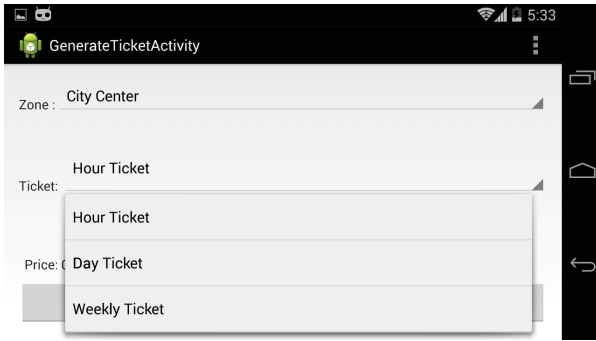 5:33
GenerateTicketActivity
Zone : City Center
Ticket: Hour Ticket
Hour Ticket
Price: Day Ticket
Weekly Ticket